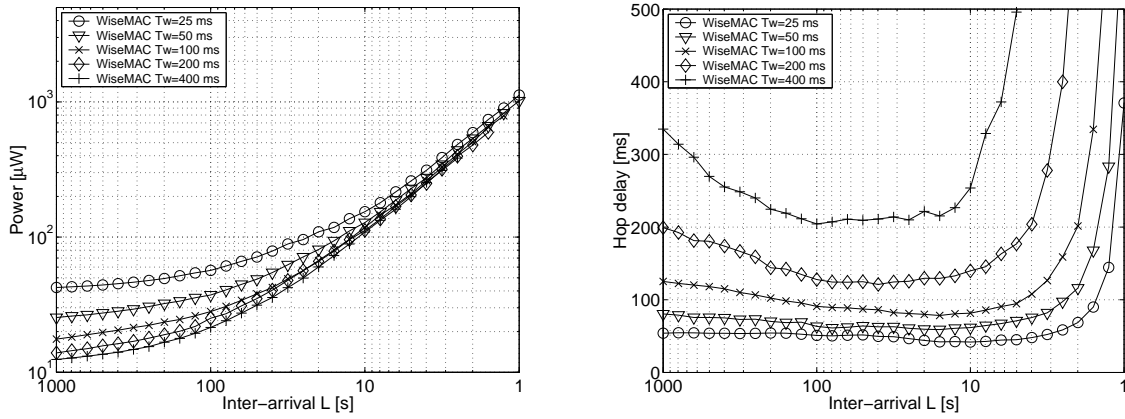 WiseMAC Tw=25 ms
WiseMAC Tw=50 ms
WiseMAC Tw=100 ms
WiseMAC Tw=200 ms
WiseMAC Tw=400 ms
10^3
10^2
10^1
Power [µW]
1000
100
10
1
Inter−arrival L [s]
WiseMAC Tw=25 ms
WiseMAC Tw=50 ms
WiseMAC Tw=100 ms
WiseMAC Tw=200 ms
WiseMAC Tw=400 ms
500
400
300
200
100
0
Hop delay [ms]
1000
100
10
1
Inter−arrival L [s]